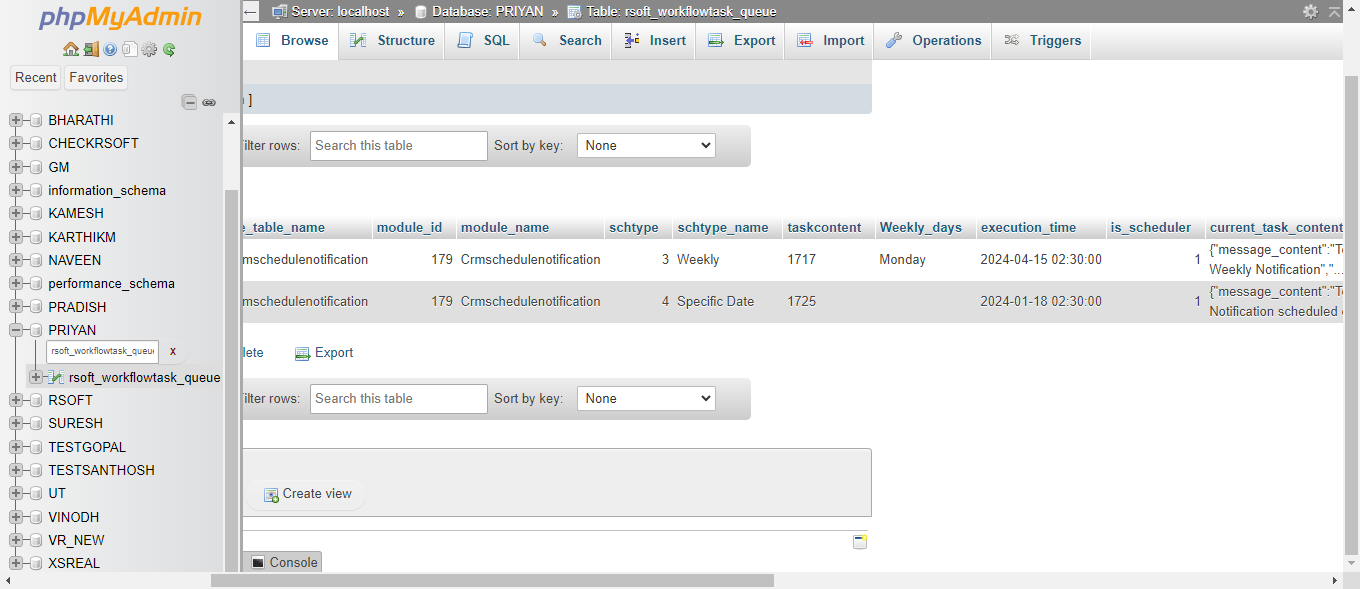 phpMyAdmin
Recent
Favorites
BHARATHI
CHECKRSOFT
GM
information_schema
KAMESH
KARTHIKM
NAVEEN
performance_schema
PRADISH
PRIYAN
rsoft_workflowtask_queu
x
rsoft_workflowtask_queue
RSOFT
SURESH
TESTGOPAL
TESTSANTHOSH
UT
VINODH
VR_NEW
XSREAL
Server: localhost » Database: PRIYAN » Table: rsoft_workflowtask_queue
Browse Structure SQL Search Insert Export Import Operations Triggers
]
ilter rows: Search this table Sort by key: None
e_table_name module_id module_name schtype schtype_name taskcontent Weekly_days execution_time is_scheduler current_task_content
mschedulenotification 179 Crmschedulenotification 3 Weekly 1717 Monday 2024-04-15 02:30:00 1 {"message_content":"Te
Weekly Notification","...
mschedulenotification 179 Crmschedulenotification 4 Specific Date 1725 2024-01-18 02:30:00 1 {"message_content":"Te
Notification scheduled
lete Export
ilter rows: Search this table Sort by key: None
Create view
Console